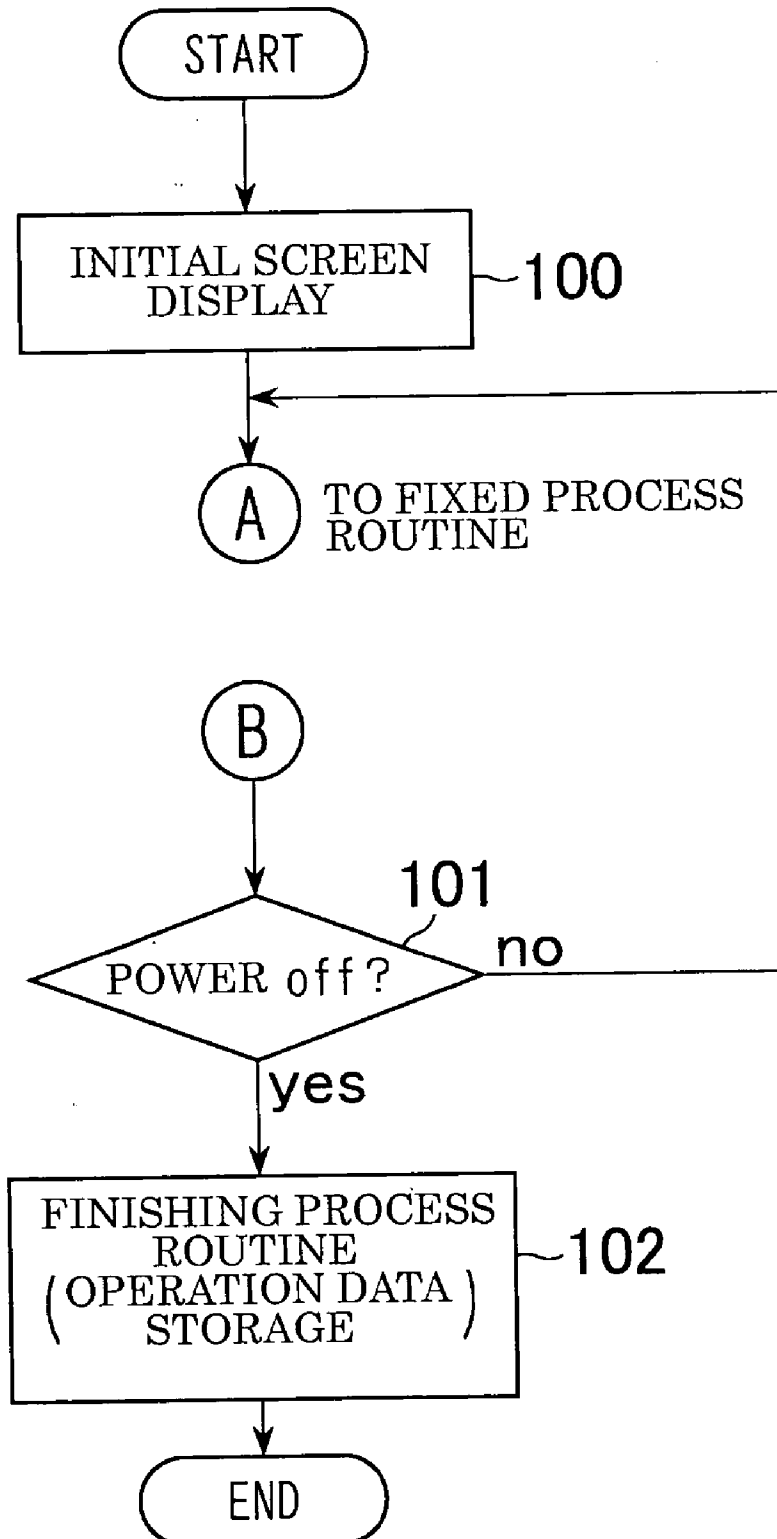 START
INITIAL SCREEN
DISPLAY
100
A
TO FIXED PROCESS
ROUTINE
B
101
POWER off?
no
yes
FINISHING PROCESS
ROUTINE
(OPERATION DATA
STORAGE)
102
END